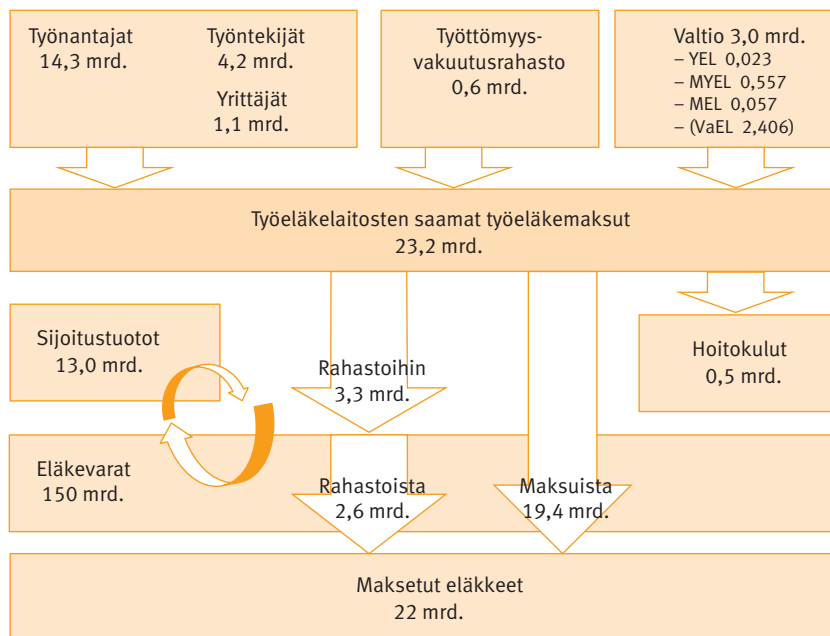 Työnantajat
14,3 mrd.
Työntekijät
4,2 mrd.
Yrittäjät
1,1 mrd.
Työttömyys-
vakuutusrahasto
0,6 mrd.
Valtio 3,0 mrd.
– YEL 0,023
– MYEL 0,557
– MEL 0,057
– (VaEL 2,406)
Työeläkelaitosten saamat työeläkemaksut
23,2 mrd.
Sijoitustuotot
13,0 mrd.
Rahastoihin
3,3 mrd.
Hoitokulut
0,5 mrd.
Eläkevarat
150 mrd.
Rahastoista
2,6 mrd.
Maksuista
19,4 mrd.
Maksetut eläkkeet
22 mrd.